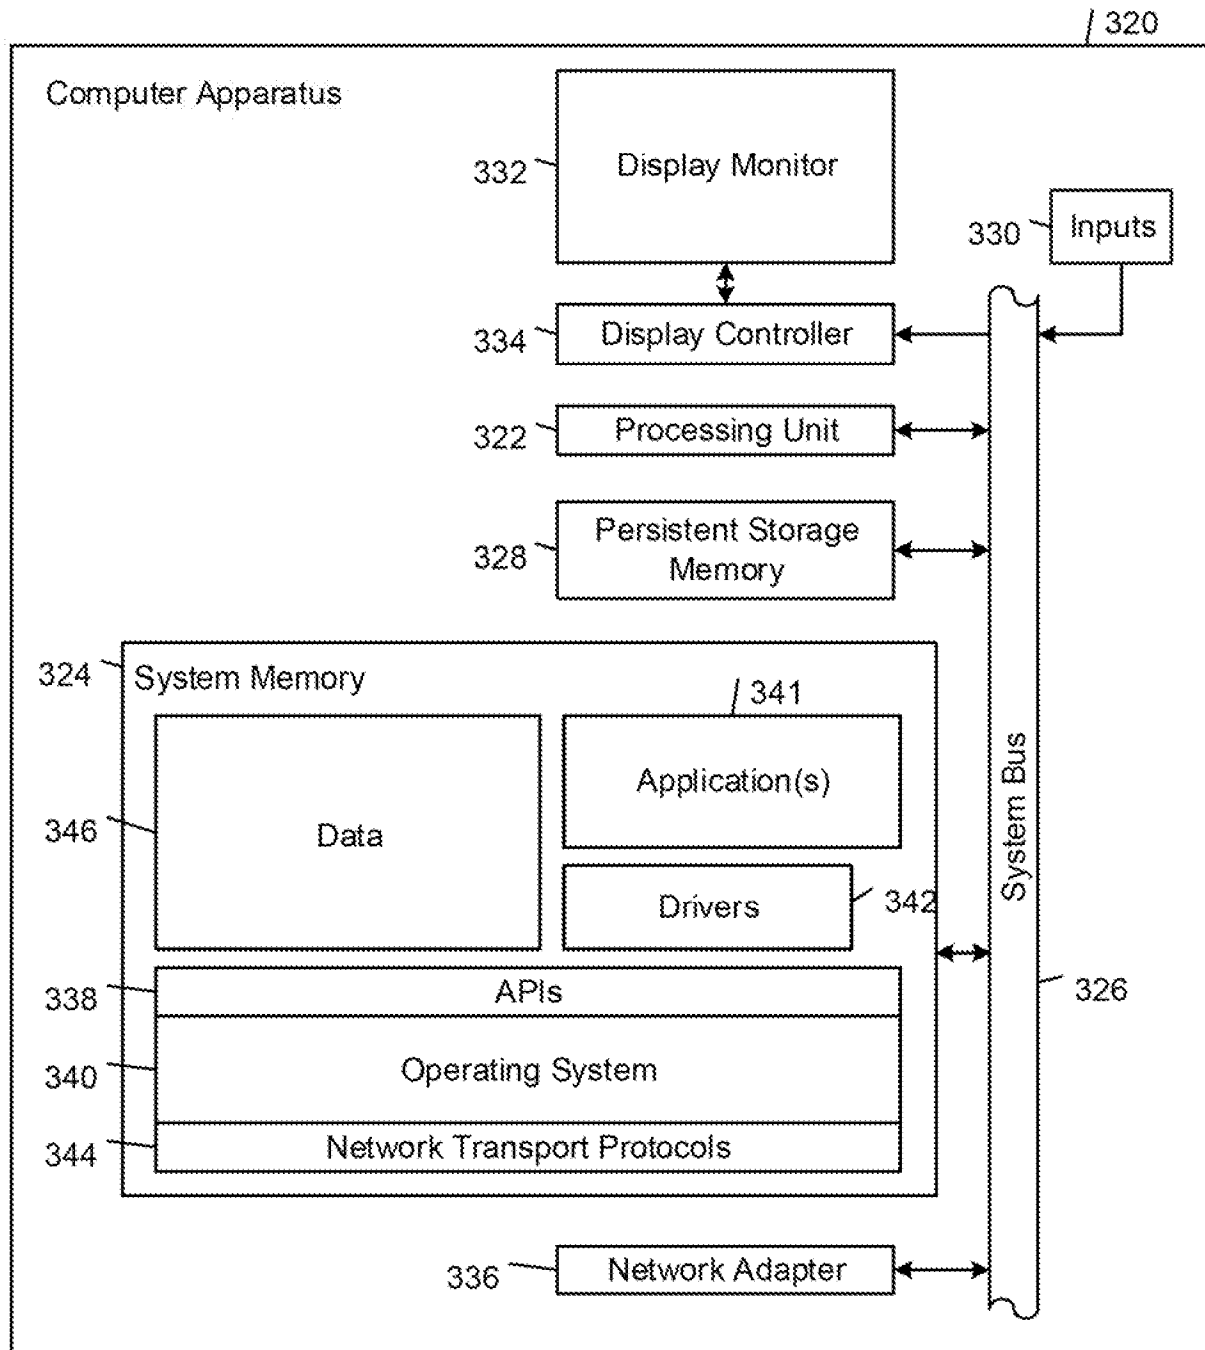 320
Computer Apparatus
332
Display Monitor
330
Inputs
334
Display Controller
322
Processing Unit
328
Persistent Storage
Memory
324
System Memory
341
Application(s)
346
Data
342
Drivers
System Bus
326
338
APIs
340
Operating System
344
Network Transport Protocols
336
Network Adapter